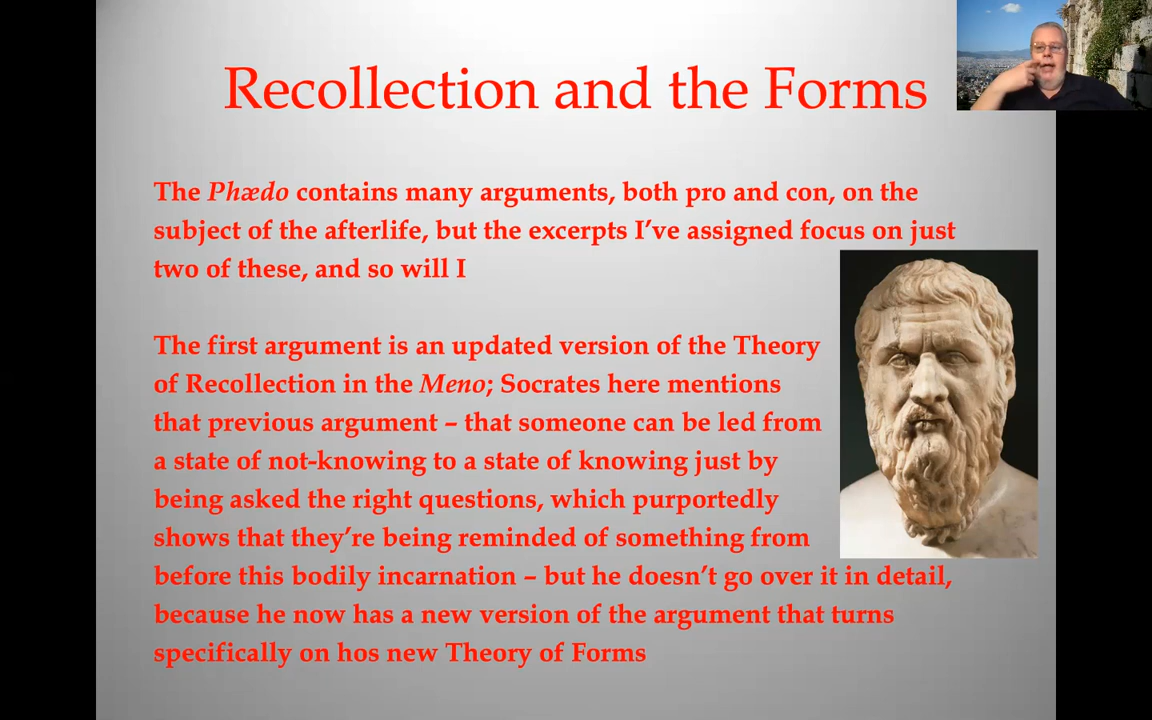 Recollection and the Forms
The Phædo contains many arguments, both pro and con, on the
subject of the afterlife, but the excerpts I’ve assigned focus on just
two of these, and so will I
The first argument is an updated version of the Theory
of Recollection in the Meno; Socrates here mentions
that previous argument – that someone can be led from
a state of not-knowing to a state of knowing just by
being asked the right questions, which purportedly
shows that they’re being reminded of something from
before this bodily incarnation – but he doesn’t go over it in detail,
because he now has a new version of the argument that turns
specifically on hos new Theory of Forms